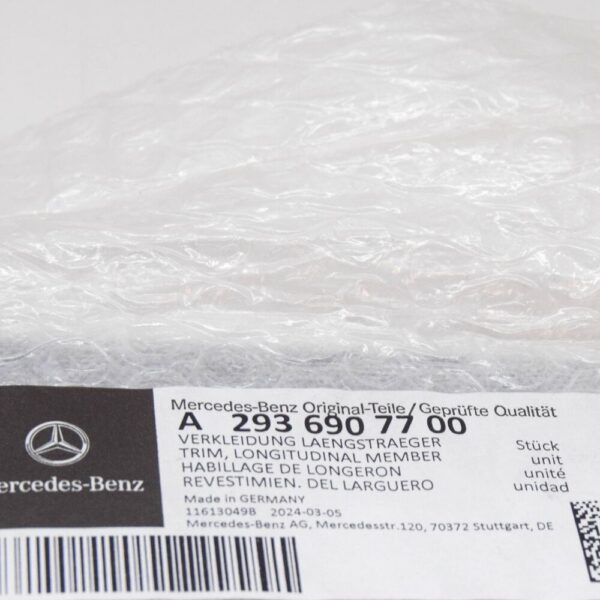 Mercedes-Benz Original-Teile/Geprüfte Qualität
A 293 690 77 00
VERKLEIDUNG LAENGSTRAEGER Stück
TRIM, LONGITUDINAL MEMBER unit
HABILLAGE DE LONGERON unité
REVESTIMIEN. DEL LARGUERO unidad
ercedes-Benz
Made in GERMANY
11613049B 2024-03-05
Mercedes-Benz AG, Mercedesstr.120, 70372 Stuttgart, DE